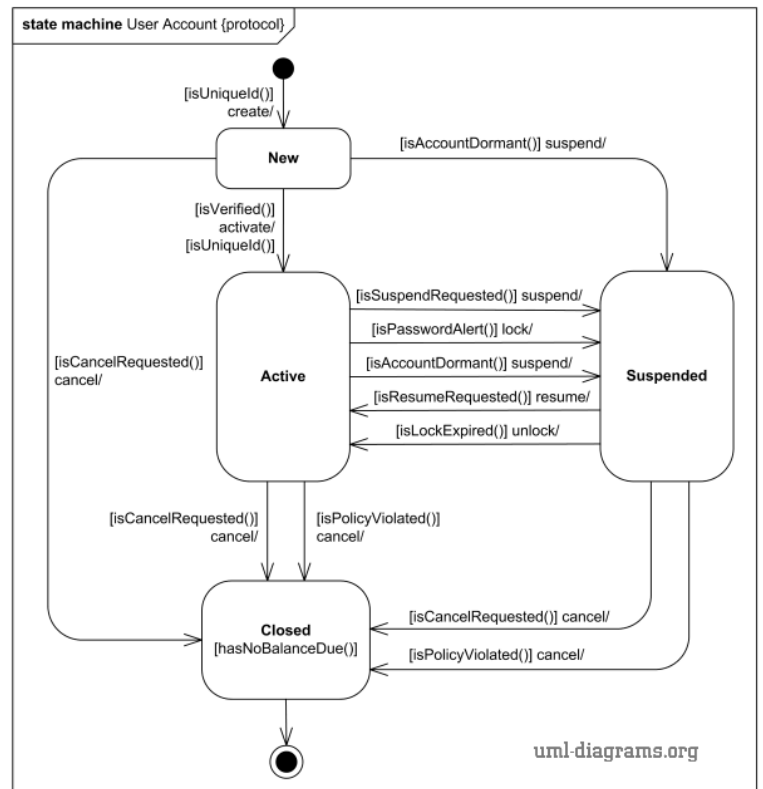 state machine User Account {protocol}
[isUniqueId()]
create/
New
[isAccountDormant()] suspend/
[isVerified()]
activate/
[isUniqueId()]
[isSuspendRequested()] suspend/
[isPasswordAlert()] lock/
[isCancelRequested()]
cancel/
[isAccountDormant()] suspend/
Active
Suspended
[isResumeRequested()] resume/
[isLockExpired()] unlock/
[isCancelRequested()]
cancel/
[isPolicyViolated()]
cancel/
Closed
[hasNoBalanceDue()]
[isCancelRequested()] cancel/
[isPolicyViolated()] cancel/
uml-diagrams.org